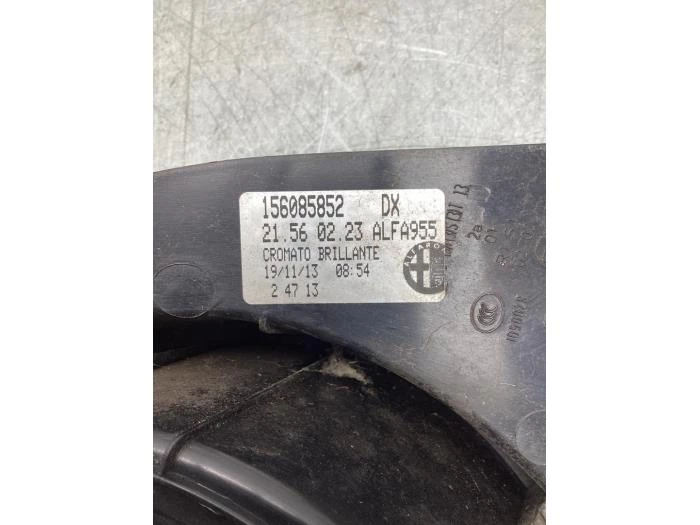 156085852 DX
21.56 02.23 ALFA955
CROMATO BRILLANTE
19/11/13 08:54
2 47 13